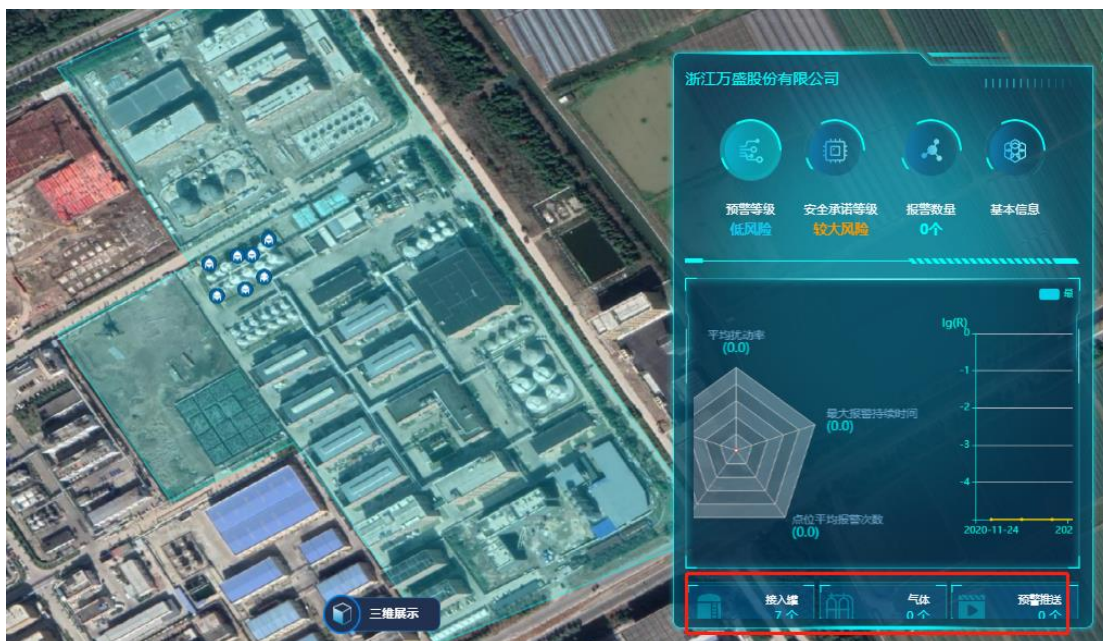 浙江万盛股份有限公司
预警等级 安全承诺等级 报警数量 基本信息
低风险 较大风险 0个
最
lg(R)
平均扰动率
(0.0)
最大报警持续时间
(0.0)
点位平均报警次数
(0.0)
0
-1
-2
-3
-4
2020-11-24 202
接入罐 气体 预警推送
7个 0个 0个
三维展示